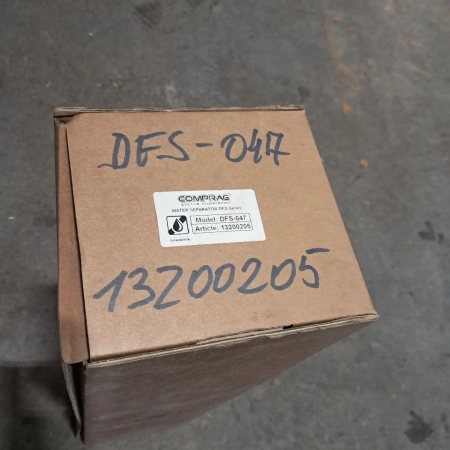 DFS-047
COMPRAG
WATER SEPARATOR DFS-Series
Model: DFS-047
Article: 13200205
13200205